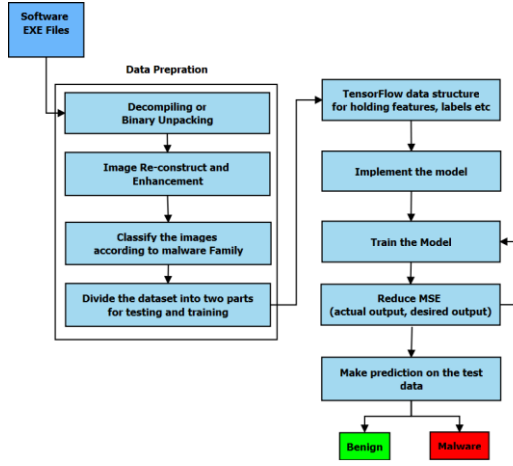 Software
EXE Files
Data Prepration
Decompiling or
Binary Unpacking
Image Re-construct and
Enhancement
Classify the images
according to malware Family
Divide the dataset into two parts
for testing and training
TensorFlow data structure
for holding features, labels etc
Implement the model
Train the Model
Reduce MSE
(actual output, desired output)
Make prediction on the test
data
Benign
Malware